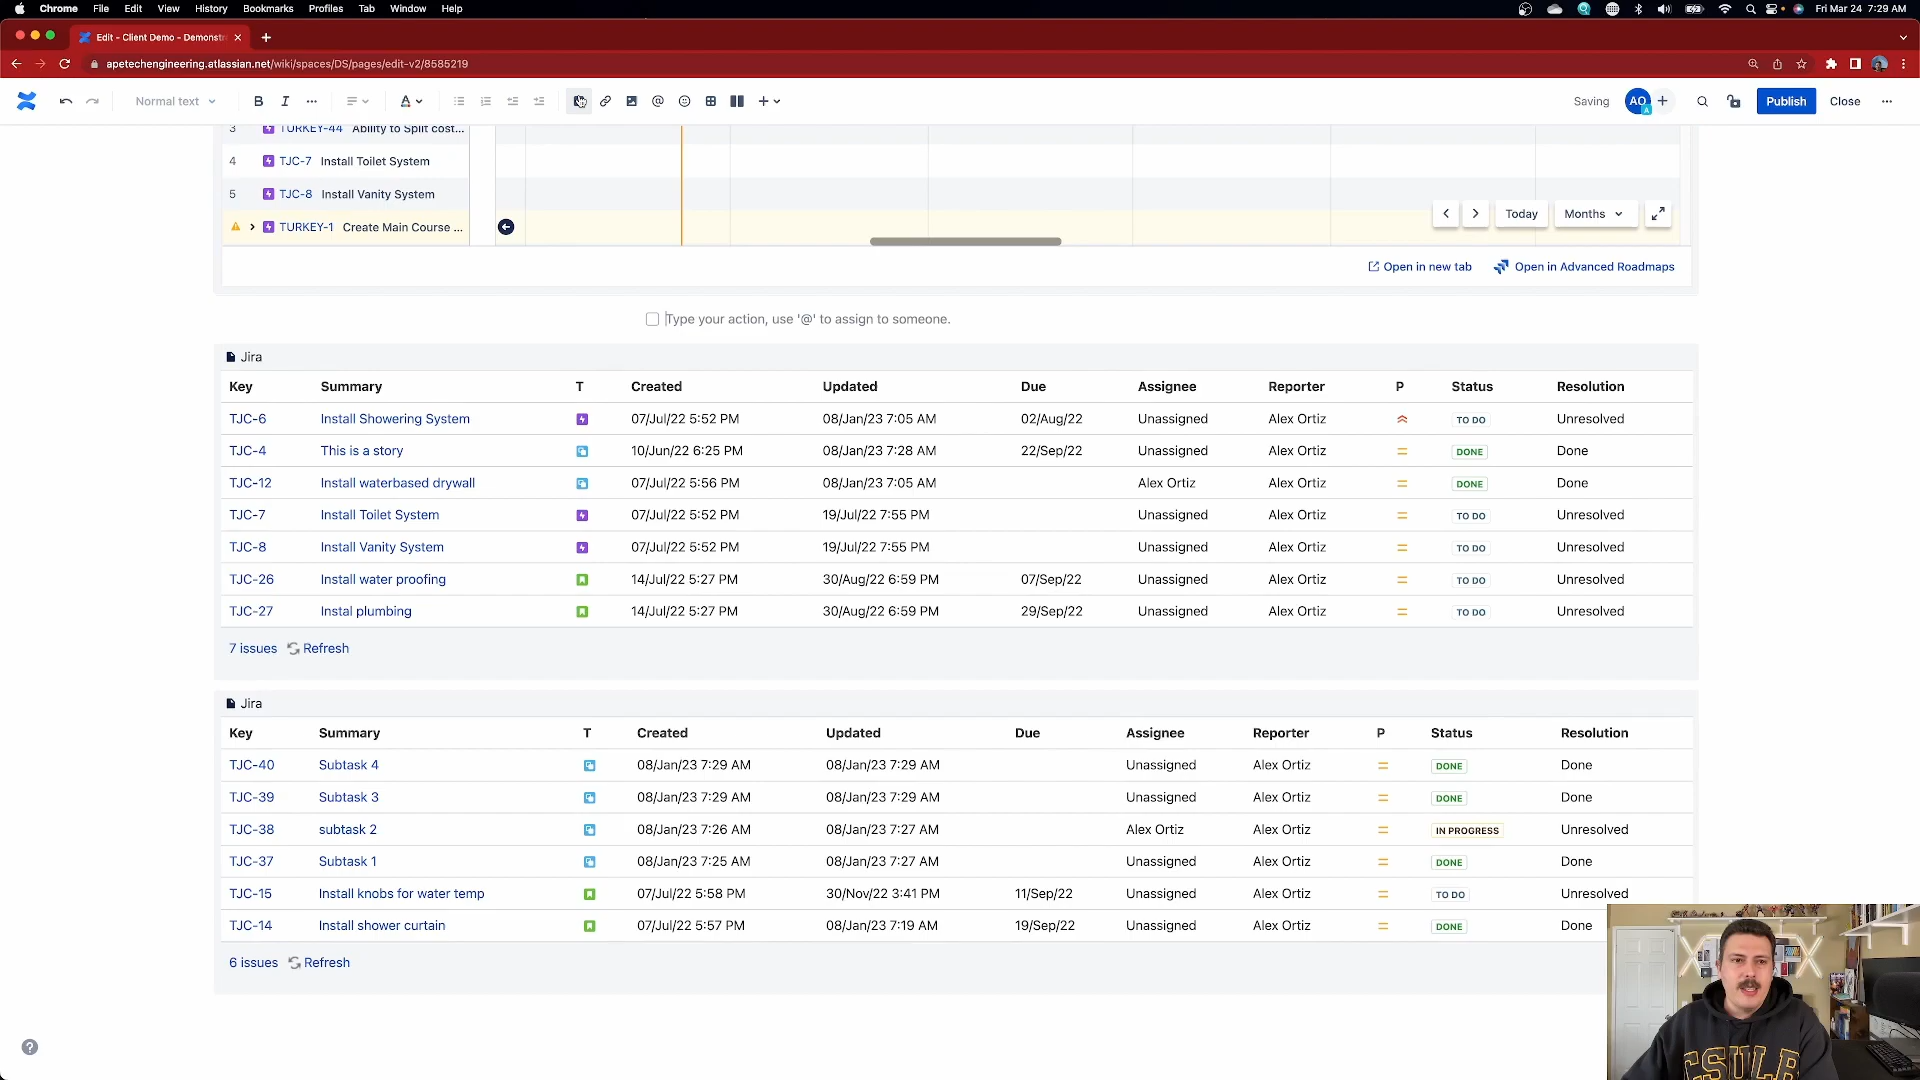 Chrome File Edit View History Bookmarks Profiles Tab Window Help Fri Mar 24 7:29 AM
Edit - Client Demo - Demonstr
apetechengineering.atlassian.net/wiki/spaces/DS/pages/edit-v2/8585219
Normal text B I A Saving AO Publish Close
3 TURKEY-44 Ability to Split cost...
4 TJC-7 Install Toilet System
5 TJC-8 Install Vanity System
TURKEY-1 Create Main Course ... Today Months
Open in new tab Open in Advanced Roadmaps
Type your action, use '@' to assign to someone.
Jira
Key Summary T Created Updated Due Assignee Reporter P Status Resolution
TJC-6 Install Showering System 07/Jul/22 5:52 PM 08/Jan/23 7:05 AM 02/Aug/22 Unassigned Alex Ortiz TO DO Unresolved
TJC-4 This is a story 10/Jun/22 6:25 PM 08/Jan/23 7:28 AM 22/Sep/22 Unassigned Alex Ortiz DONE Done
TJC-12 Install waterbased drywall 07/Jul/22 5:56 PM 08/Jan/23 7:05 AM Alex Ortiz Alex Ortiz DONE Done
TJC-7 Install Toilet System 07/Jul/22 5:52 PM 19/Jul/22 7:55 PM Unassigned Alex Ortiz TO DO Unresolved
TJC-8 Install Vanity System 07/Jul/22 5:52 PM 19/Jul/22 7:55 PM Unassigned Alex Ortiz TO DO Unresolved
TJC-26 Install water proofing 14/Jul/22 5:27 PM 30/Aug/22 6:59 PM 07/Sep/22 Unassigned Alex Ortiz TO DO Unresolved
TJC-27 Instal plumbing 14/Jul/22 5:27 PM 30/Aug/22 6:59 PM 29/Sep/22 Unassigned Alex Ortiz TO DO Unresolved
7 issues Refresh
Jira
Key Summary T Created Updated Due Assignee Reporter P Status Resolution
TJC-40 Subtask 4 08/Jan/23 7:29 AM 08/Jan/23 7:29 AM Unassigned Alex Ortiz DONE Done
TJC-39 Subtask 3 08/Jan/23 7:29 AM 08/Jan/23 7:29 AM Unassigned Alex Ortiz DONE Done
TJC-38 subtask 2 08/Jan/23 7:26 AM 08/Jan/23 7:27 AM Alex Ortiz Alex Ortiz IN PROGRESS Unresolved
TJC-37 Subtask 1 08/Jan/23 7:25 AM 08/Jan/23 7:27 AM Unassigned Alex Ortiz DONE Done
TJC-15 Install knobs for water temp 07/Jul/22 5:58 PM 30/Nov/22 3:41 PM 11/Sep/22 Unassigned Alex Ortiz TO DO Unresolved
TJC-14 Install shower curtain 07/Jul/22 5:57 PM 08/Jan/23 7:19 AM 19/Sep/22 Unassigned Alex Ortiz DONE Done
6 issues Refresh
CSULB